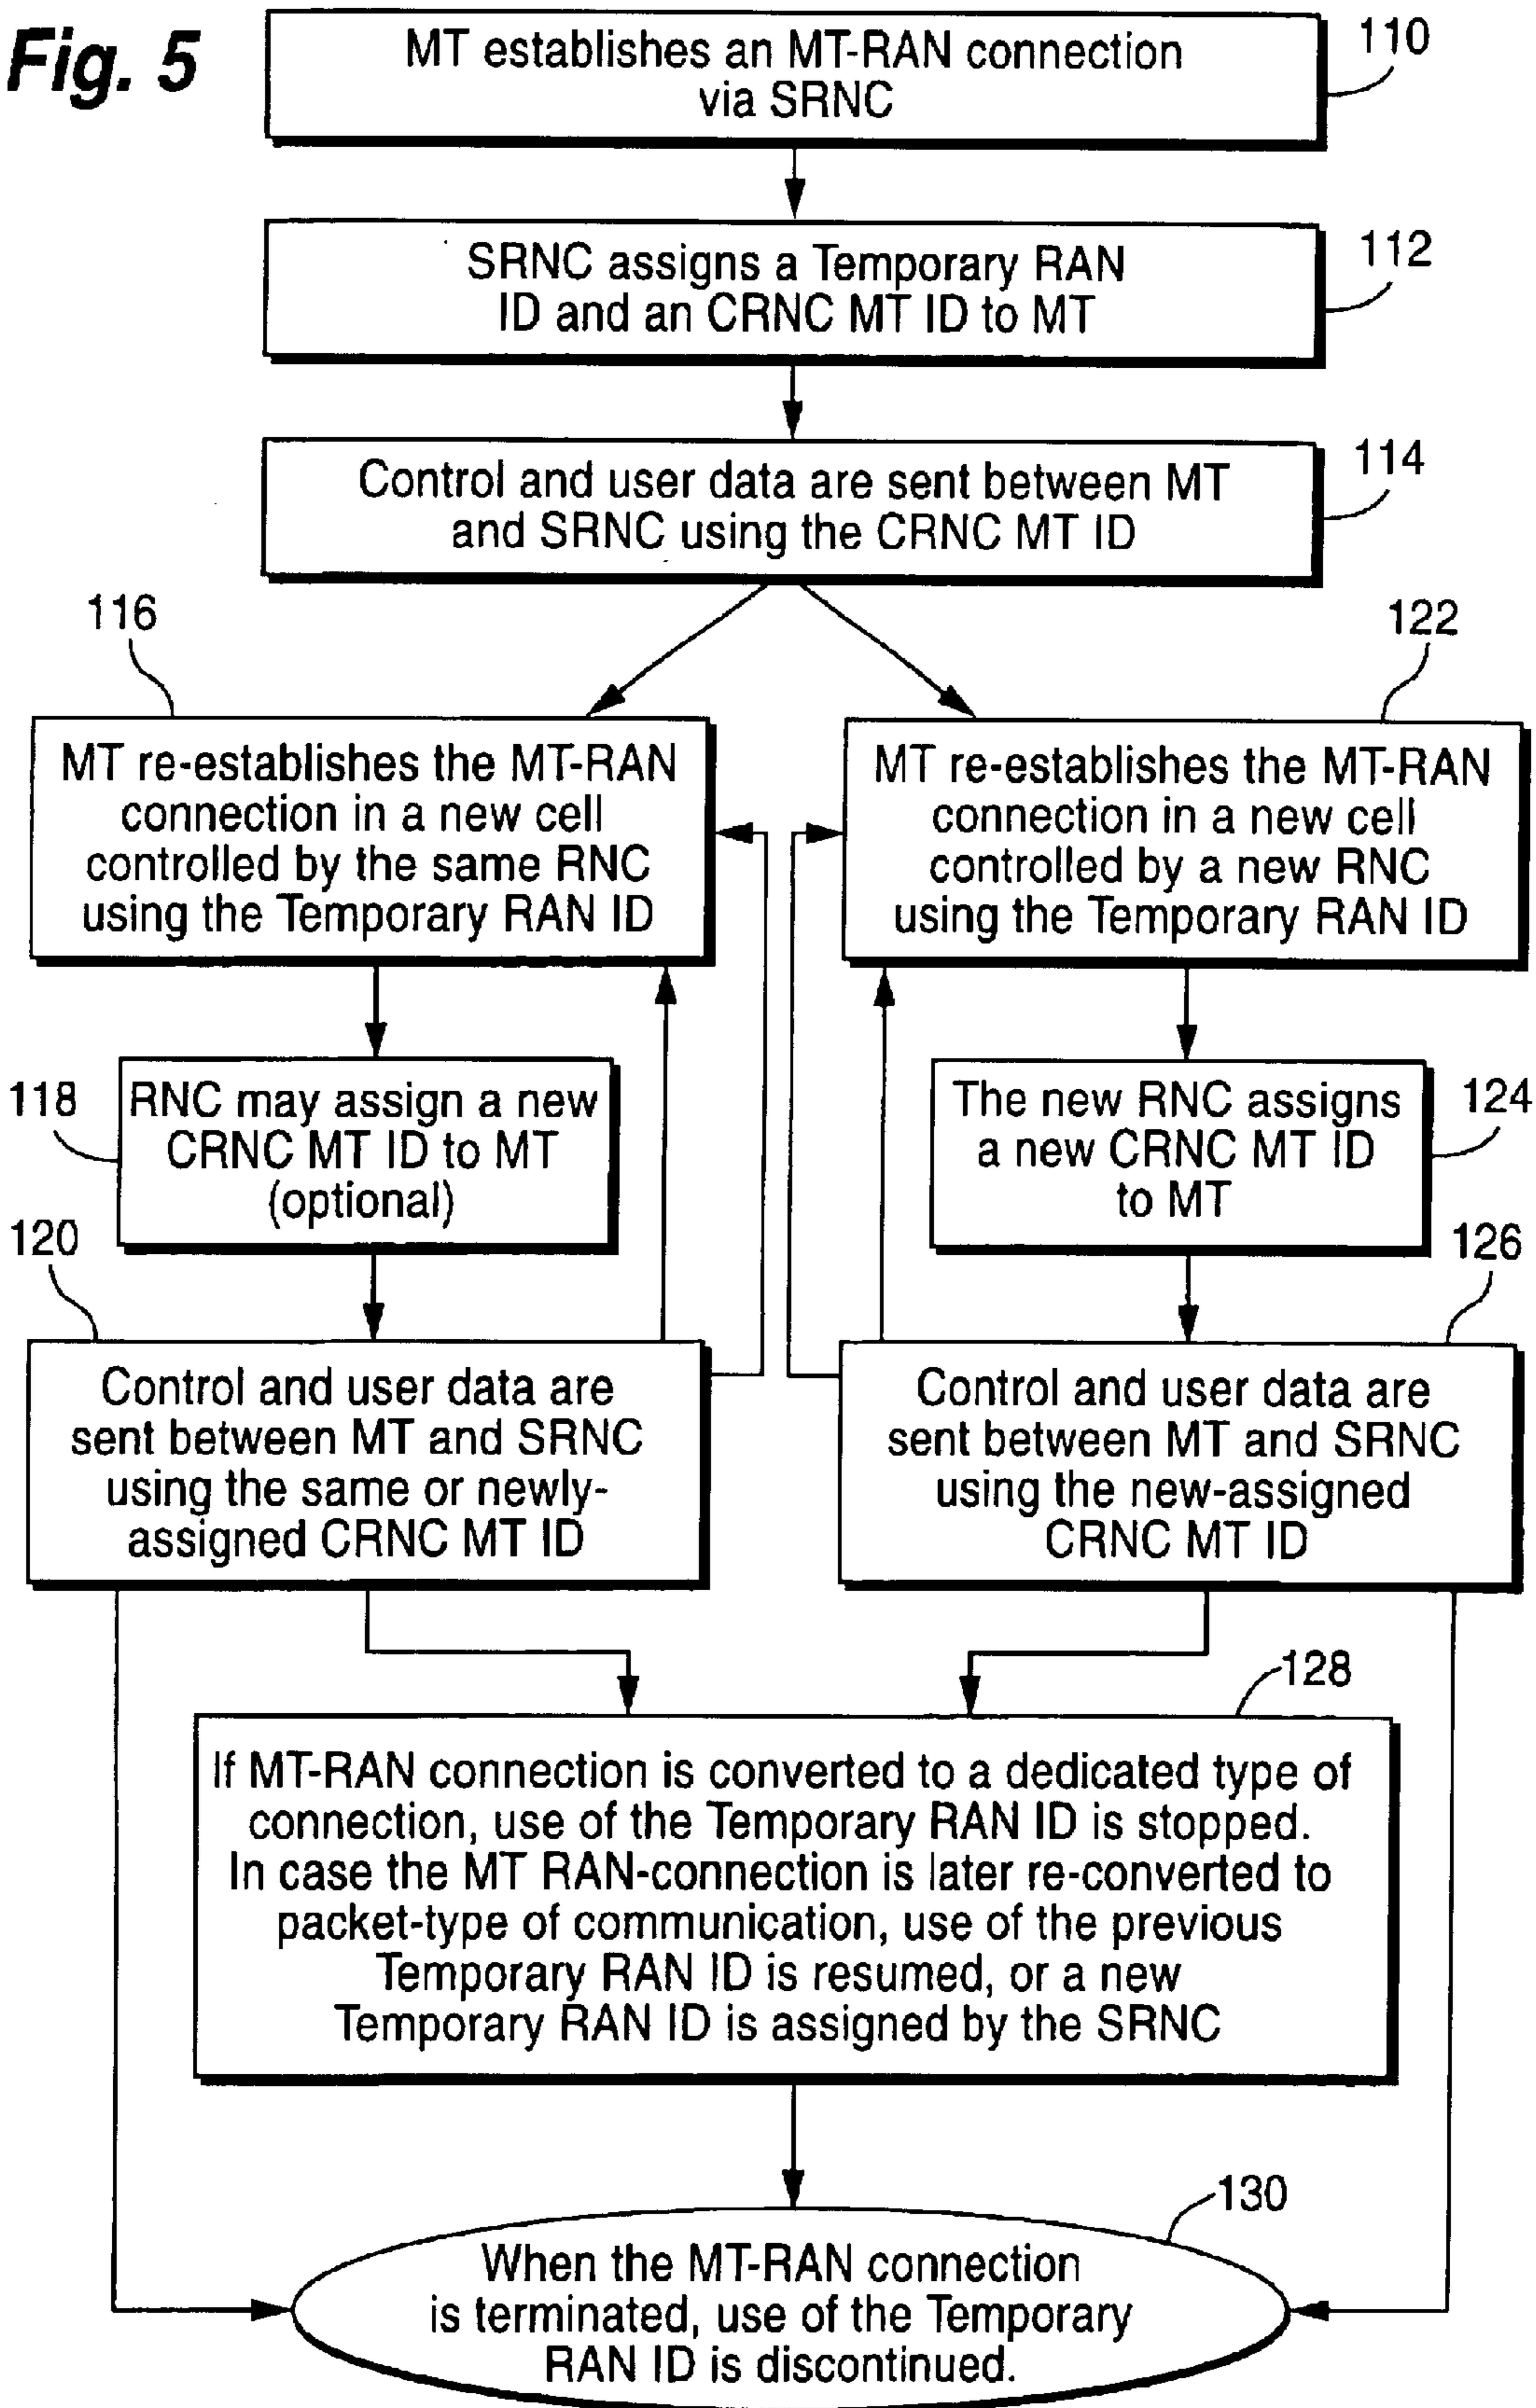 Fig. 5
MT establishes an MT-RAN connection
via SRNC
110
SRNC assigns a Temporary RAN
ID and an CRNC MT ID to MT
112
Control and user data are sent between MT
and SRNC using the CRNC MT ID
114
116
MT re-establishes the MT-RAN
connection in a new cell
controlled by the same RNC
using the Temporary RAN ID
122
MT re-establishes the MT-RAN
connection in a new cell
controlled by a new RNC
using the Temporary RAN ID
118
RNC may assign a new
CRNC MT ID to MT
(optional)
The new RNC assigns
a new CRNC MT ID
to MT
124
120
Control and user data are
sent between MT and SRNC
using the same or newly-
assigned CRNC MT ID
126
Control and user data are
sent between MT and SRNC
using the new-assigned
CRNC MT ID
128
If MT-RAN connection is converted to a dedicated type of
connection, use of the Temporary RAN ID is stopped.
In case the MT RAN-connection is later re-converted to
packet-type of communication, use of the previous
Temporary RAN ID is resumed, or a new
Temporary RAN ID is assigned by the SRNC
130
When the MT-RAN connection
is terminated, use of the Temporary
RAN ID is discontinued.